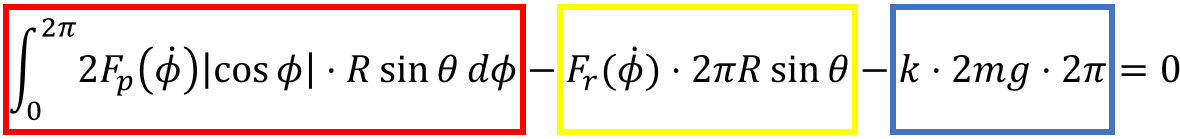 ∫₀^{2π} 2F_p(φ̇)|cos φ| · R sin θ dφ − F_r(φ̇) · 2πR sin θ − k · 2mg · 2π = 0